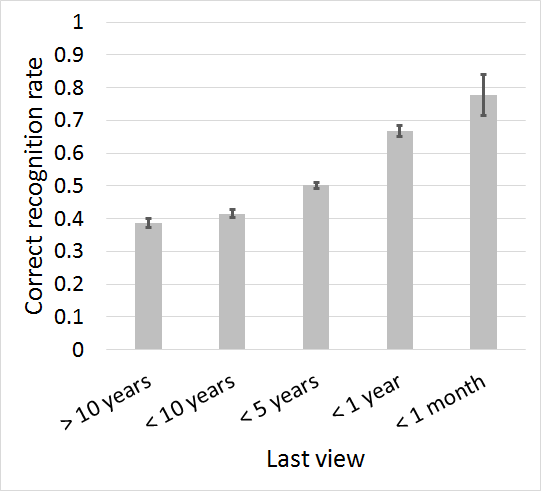 Correct recognition rate
1
0.9
0.8
0.7
0.6
0.5
0.4
0.3
0.2
0.1
0
> 10 years
< 10 years
< 5 years
< 1 year
< 1 month
Last view